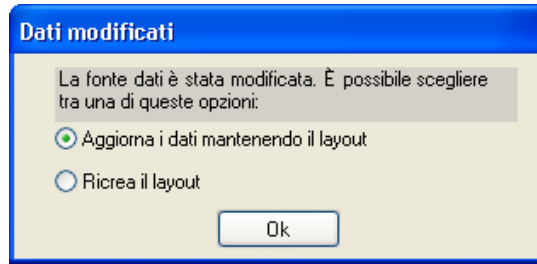 Dati modificati
La fonte dati è stata modificata. È possibile scegliere
tra una di queste opzioni:
Aggiorna i dati mantenendo il layout
Ricrea il layout
Ok